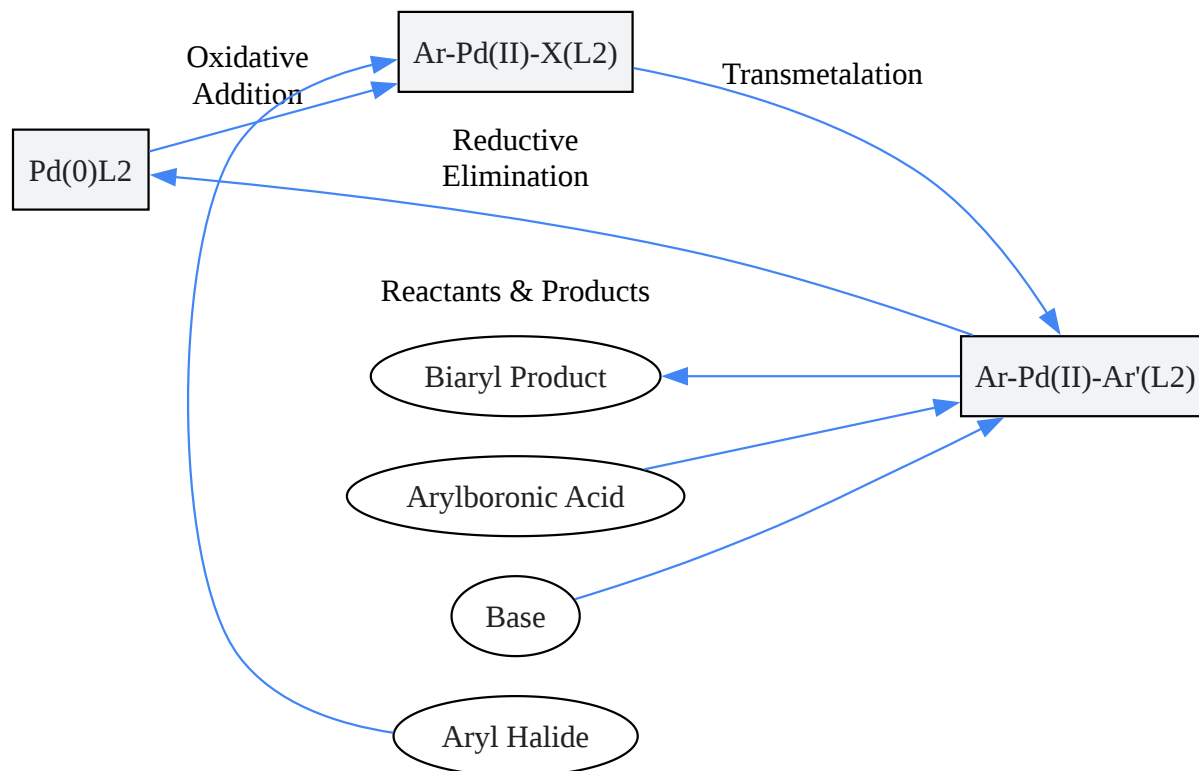 Oxidative
Addition
Ar-Pd(II)-X(L2)
Transmetalation
Pd(0)L2
Reductive
Elimination
Reactants & Products
Biaryl Product
Ar-Pd(II)-Ar'(L2)
Arylboronic Acid
Base
Aryl Halide